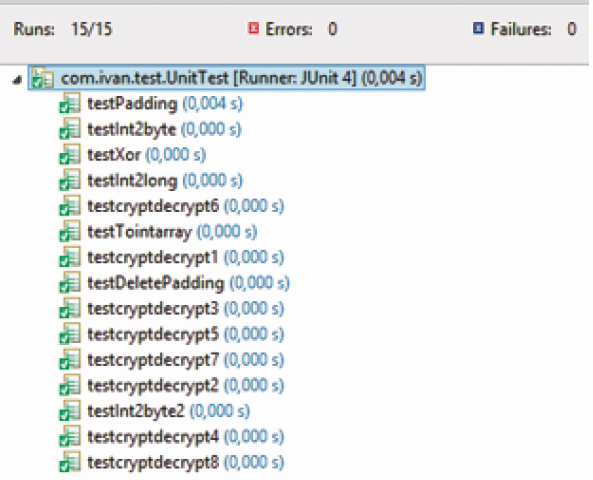 Runs: 15/15 Errors: 0 Failures: 0
com.ivan.test.UnitTest [Runner: JUnit 4] (0,004 s)
testPadding (0,004 s)
testInt2byte (0,000 s)
testXor (0,000 s)
testInt2long (0,000 s)
testcryptdecrypt6 (0,000 s)
testTointarray (0,000 s)
testcryptdecrypt1 (0,000 s)
testDeletePadding (0,000 s)
testcryptdecrypt3 (0,000 s)
testcryptdecrypt5 (0,000 s)
testcryptdecrypt7 (0,000 s)
testcryptdecrypt2 (0,000 s)
testInt2byte2 (0,000 s)
testcryptdecrypt4 (0,000 s)
testcryptdecrypt8 (0,000 s)